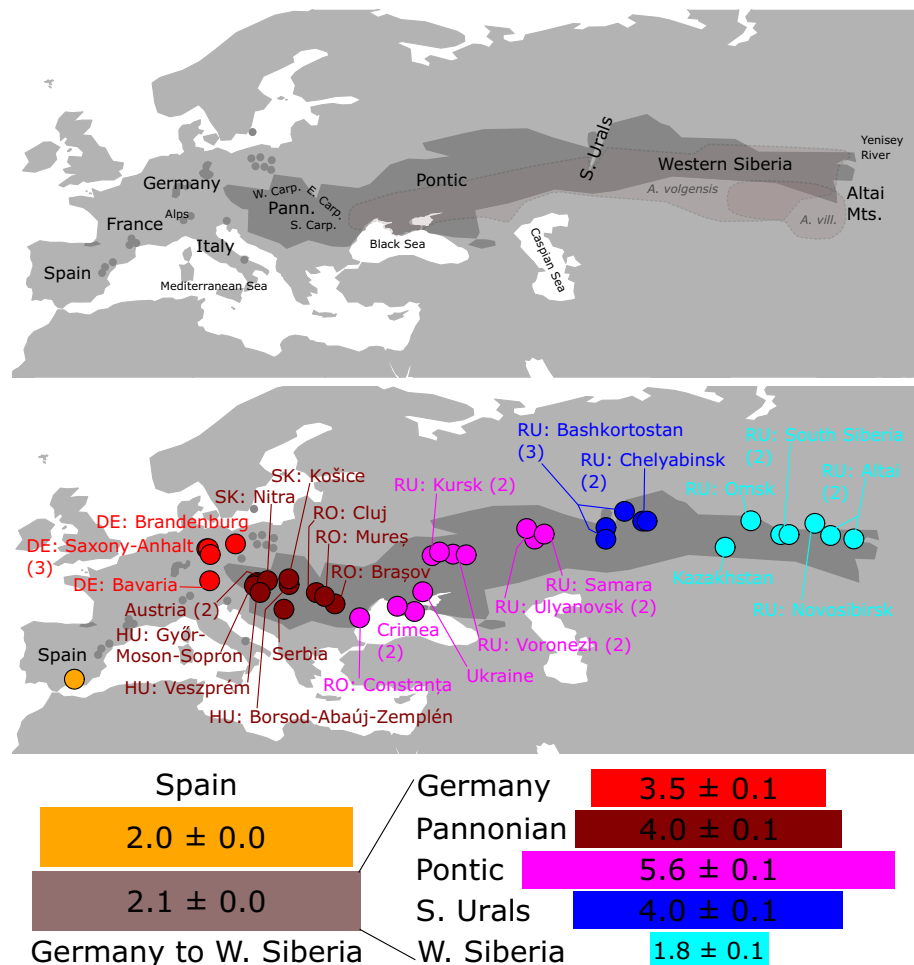 Yenisey
River
S. Urals
Western Siberia
Germany
W. Carp.
E. Carp.
Pontic
A. volgensis
Altai
Mts.
Pann.
Alps
France
S. Carp.
A. vill.
Italy
Black Sea
Caspian Sea
Spain
Mediterranean Sea
RU: Bashkortostan
(3)
RU: South Siberia
(2)
SK: Košice
RU: Chelyabinsk
(2)
RU: Altai
(2)
SK: Nitra
RU: Kursk (2)
RU: Omsk
RO: Cluj
DE: Brandenburg
RO: Mureș
DE: Saxony-Anhalt
(3)
RO: Brașov
Kazakhstan
DE: Bavaria
RU: Samara
Austria (2)
RU: Ulyanovsk (2)
RU: Novosibirsk
HU: Győr-
Moson-Sopron
Serbia
Crimea
(2)
RU: Voronezh (2)
Spain
Ukraine
HU: Veszprém
RO: Constanța
HU: Borsod-Abaúj-Zemplén
Spain
2.0 ± 0.0
2.1 ± 0.0
Germany to W. Siberia
Germany
3.5 ± 0.1
Pannonian
4.0 ± 0.1
Pontic
5.6 ± 0.1
S. Urals
4.0 ± 0.1
W. Siberia
1.8 ± 0.1